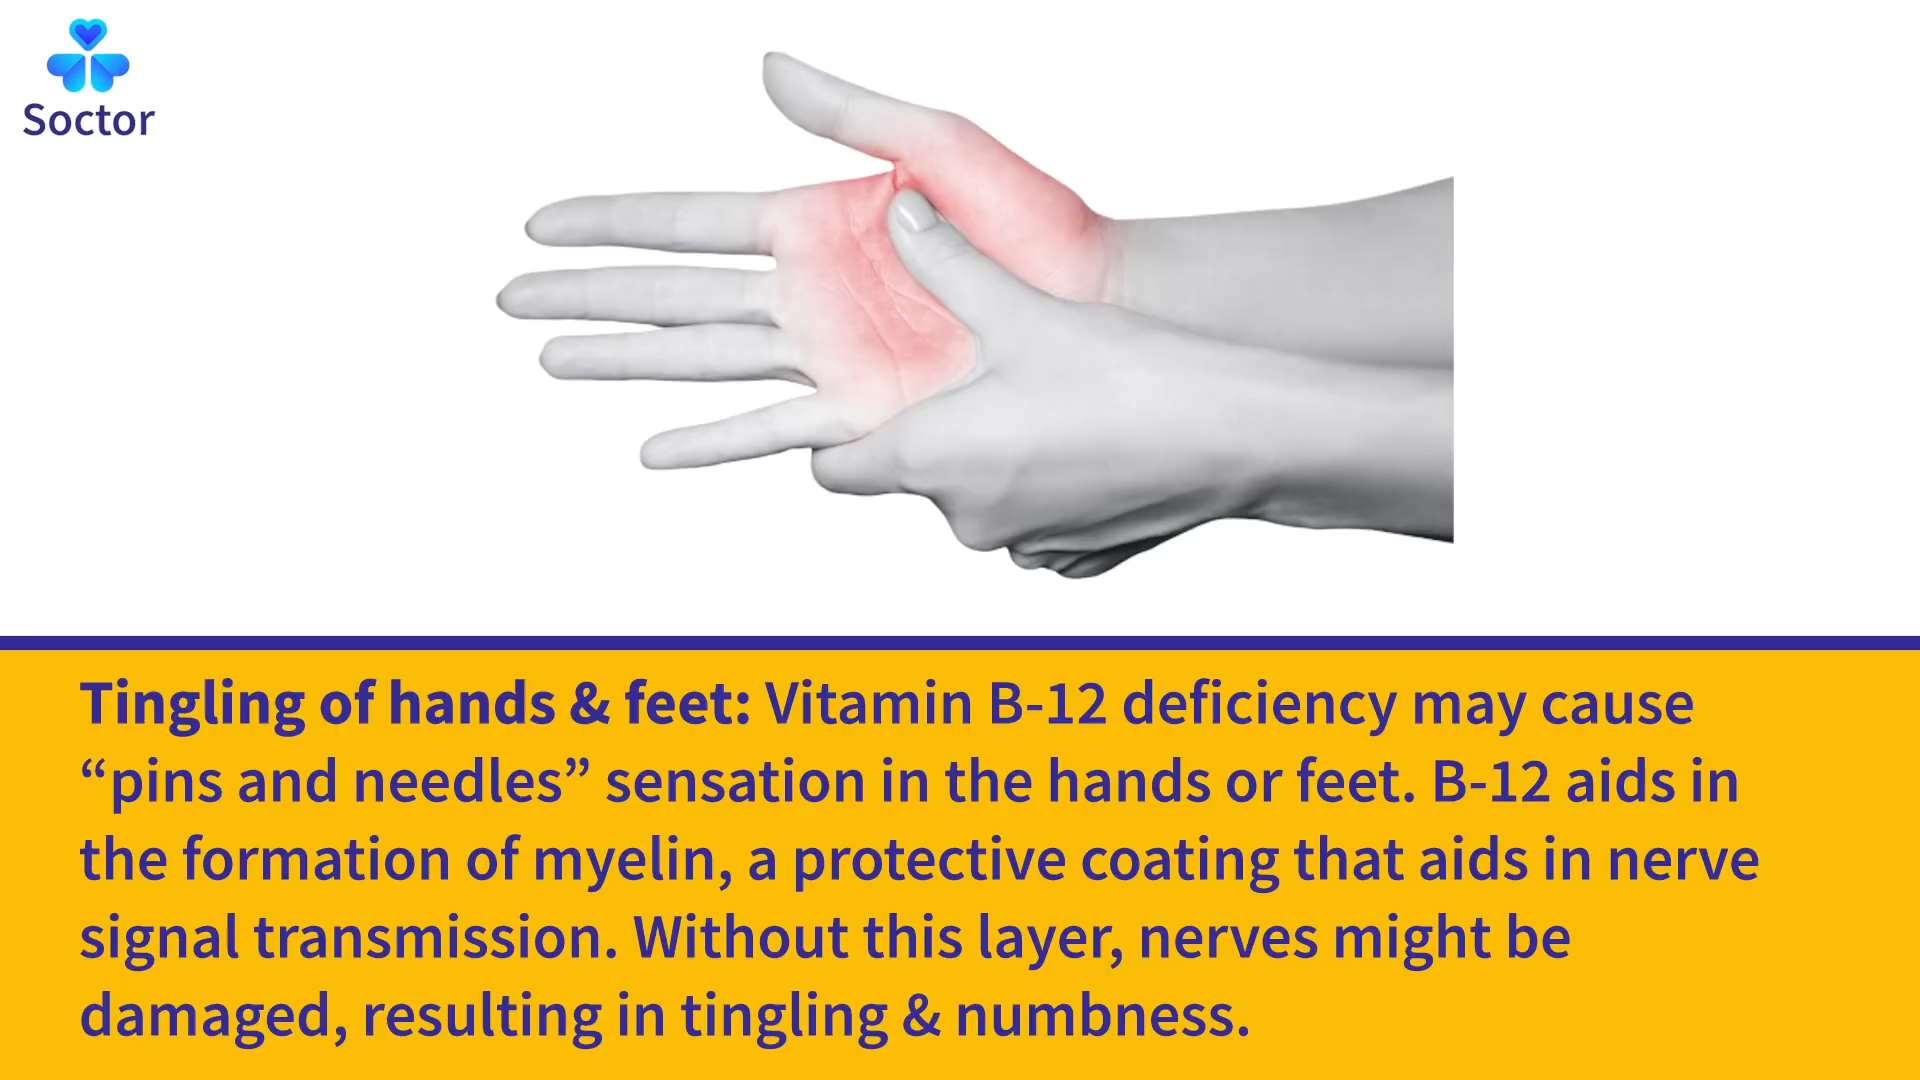 Soctor
Tingling of hands & feet: Vitamin B-12 deficiency may cause
“pins and needles” sensation in the hands or feet. B-12 aids in
the formation of myelin, a protective coating that aids in nerve
signal transmission. Without this layer, nerves might be
damaged, resulting in tingling & numbness.